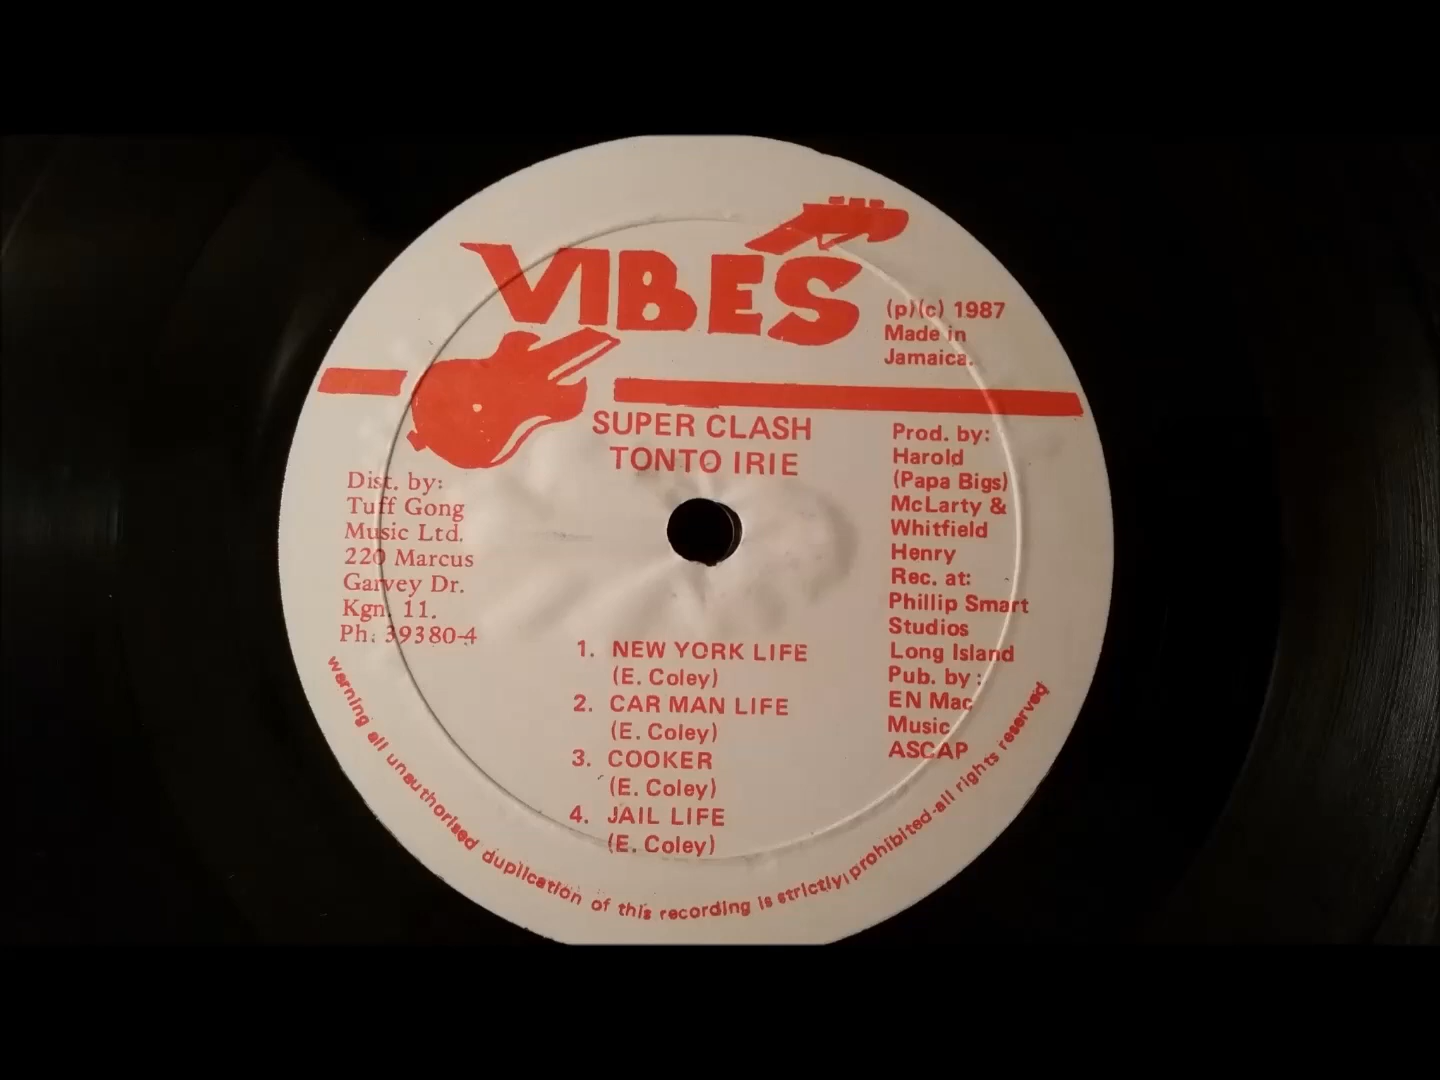 VIBES
(p)(c) 1987
Made in
Jamaica.
SUPER CLASH
TONTO IRIE
Dist. by:
Tuff Gong
Music Ltd.
220 Marcus
Garvey Dr.
Kgn. 11.
Ph: 39380-4
Prod. by:
Harold
(Papa Bigs)
McLarty &
Whitfield
Henry
Rec. at:
Phillip Smart
Studios
Long Island
Pub. by :
EN Mac
Music
ASCAP
1. NEW YORK LIFE
(E. Coley)
2. CAR MAN LIFE
(E. Coley)
3. COOKER
(E. Coley)
4. JAIL LIFE
(E. Coley)
warning all unauthorised duplication of this recording is strictly prohibited-all rights reserved